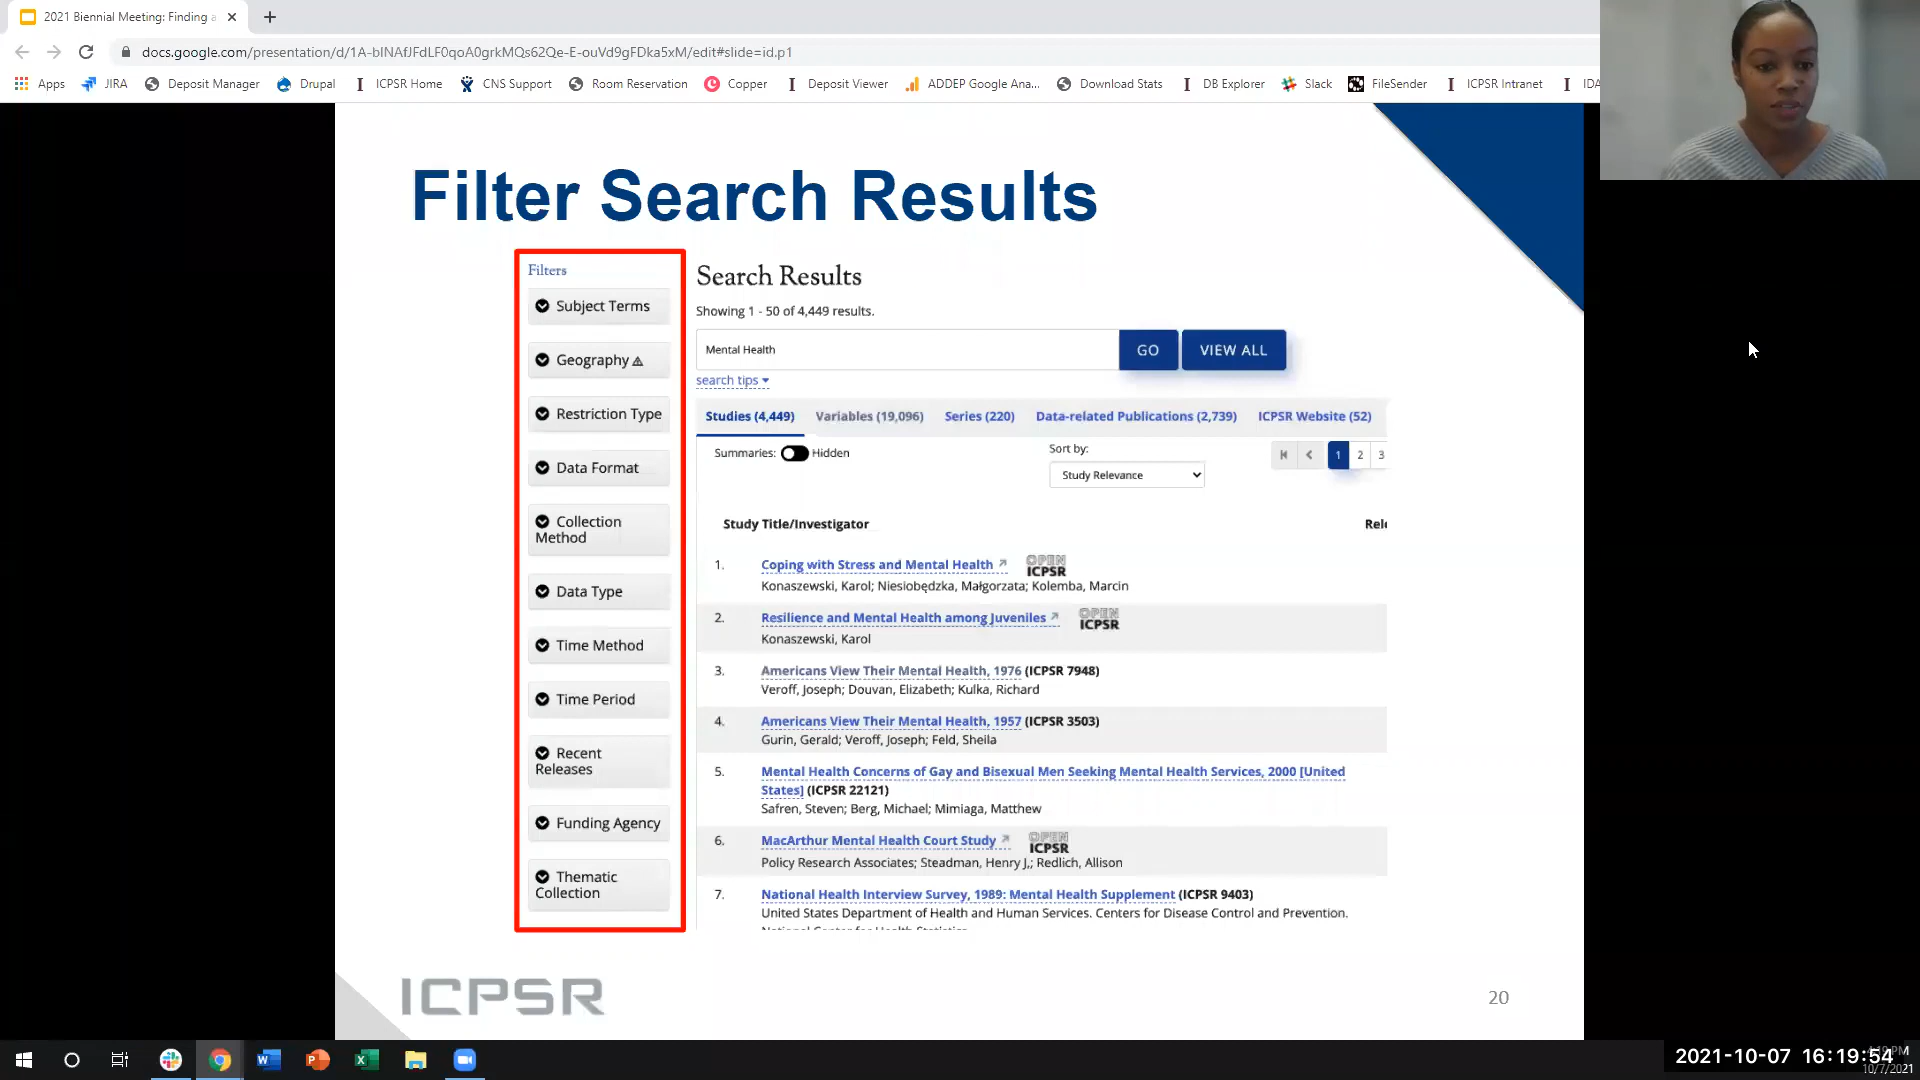 2021 Biennial Meeting: Finding a
docs.google.com/presentation/d/1A-bINAfJFdLF0qoA0grkMQs62Qe-E-ouVd9gFDka5xM/edit#slide=id.p1
Apps JIRA Deposit Manager Drupal ICPSR Home CNS Support Room Reservation Copper Deposit Viewer ADDEP Google Ana... Download Stats DB Explorer Slack FileSender ICPSR Intranet IDA
Filter Search Results
Filters
Subject Terms
Geography
Restriction Type
Data Format
Collection
Method
Data Type
Time Method
Time Period
Recent
Releases
Funding Agency
Thematic
Collection
Search Results
Showing 1 - 50 of 4,449 results.
Mental Health GO VIEW ALL
search tips
Studies (4,449) Variables (19,096) Series (220) Data-related Publications (2,739) ICPSR Website (52)
Summaries: Hidden
Sort by:
Study Relevance
1 2 3
Study Title/Investigator
1. Coping with Stress and Mental Health OPEN ICPSR
Konaszewski, Karol; Niesiobędzka, Małgorzata; Kolemba, Marcin
2. Resilience and Mental Health among Juveniles OPEN ICPSR
Konaszewski, Karol
3. Americans View Their Mental Health, 1976 (ICPSR 7948)
Veroff, Joseph; Douvan, Elizabeth; Kulka, Richard
4. Americans View Their Mental Health, 1957 (ICPSR 3503)
Gurin, Gerald; Veroff, Joseph; Feld, Sheila
5. Mental Health Concerns of Gay and Bisexual Men Seeking Mental Health Services, 2000 [United
States] (ICPSR 22121)
Safren, Steven; Berg, Michael; Mimiaga, Matthew
6. MacArthur Mental Health Court Study OPEN ICPSR
Policy Research Associates; Steadman, Henry J,; Redlich, Allison
7. National Health Interview Survey, 1989: Mental Health Supplement (ICPSR 9403)
United States Department of Health and Human Services. Centers for Disease Control and Prevention.
ICPSR
20
2021-10-07 16:19:54
10/7/2021